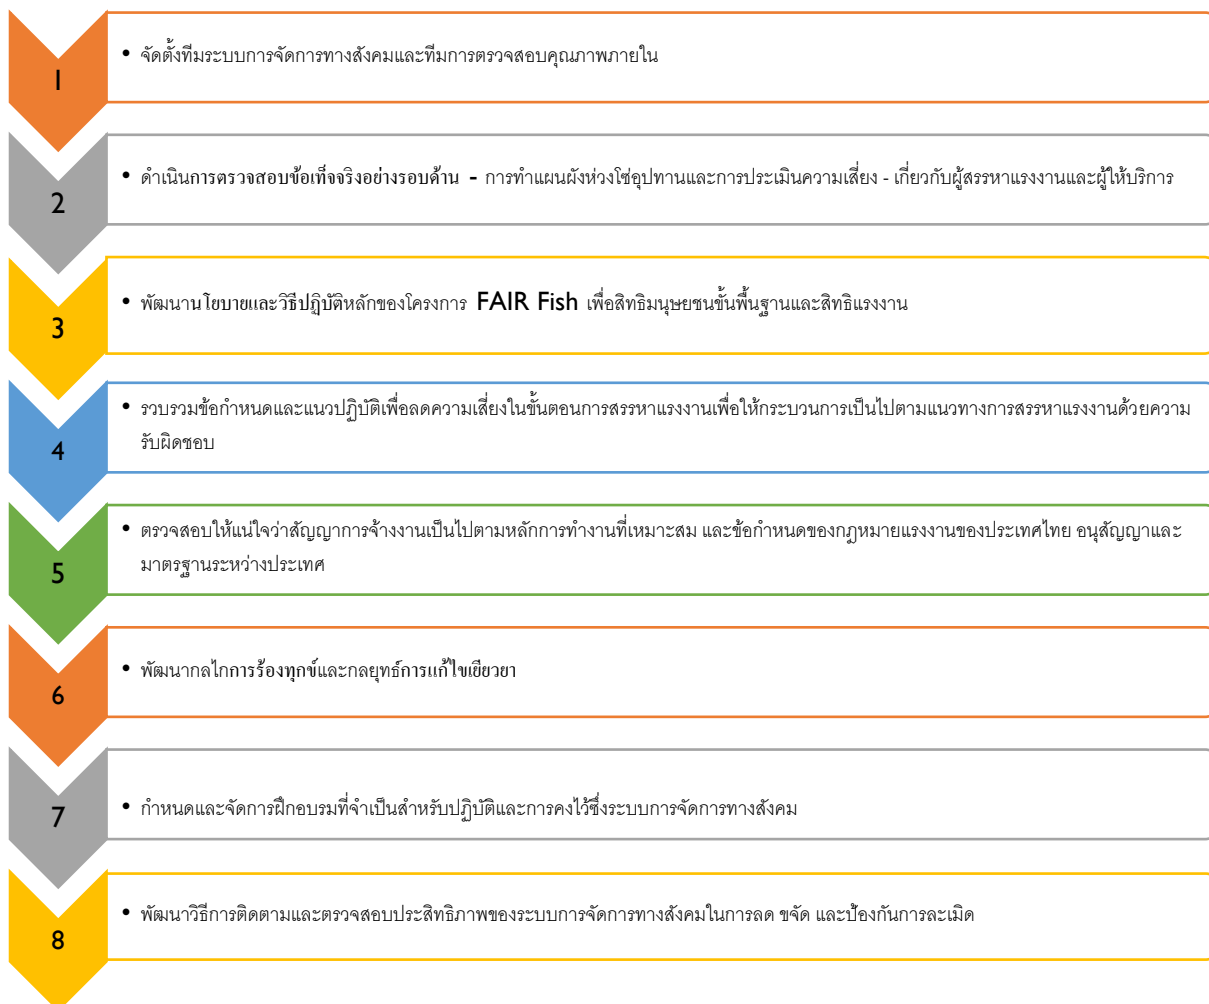 1
• จัดตั้งทีมระบบการจัดการทางสังคมและทีมการตรวจสอบคุณภาพภายใน
2
• ดำเนินการตรวจสอบข้อเท็จจริงอย่างรอบด้าน - การทำแผนผังห่วงโซ่อุปทานและการประเมินความเสี่ยง - เกี่ยวกับผู้สรรหาแรงงานและผู้ให้บริการ
3
• พัฒนานโยบายและวิธีปฏิบัติหลักของโครงการ FAIR Fish เพื่อสิทธิมนุษยชนขั้นพื้นฐานและสิทธิแรงงาน
4
• รวบรวมข้อกำหนดและแนวปฏิบัติเพื่อลดความเสี่ยงในขั้นตอนการสรรหาแรงงานเพื่อให้กระบวนการเป็นไปตามแนวทางการสรรหาแรงงานด้วยความ
รับผิดชอบ
5
• ตรวจสอบให้แน่ใจว่าสัญญาการจ้างงานเป็นไปตามหลักการทำงานที่เหมาะสม และข้อกำหนดของกฎหมายแรงงานของประเทศไทย อนุสัญญาและ
มาตรฐานระหว่างประเทศ
6
• พัฒนากลไกการร้องทุกข์และกลยุทธ์การแก้ไขเยียวยา
7
• กำหนดและจัดการฝึกอบรมที่จำเป็นสำหรับปฏิบัติและการคงไว้ซึ่งระบบการจัดการทางสังคม
8
• พัฒนาวิธีการติดตามและตรวจสอบประสิทธิภาพของระบบการจัดการทางสังคมในการลด ขจัด และป้องกันการละเมิด